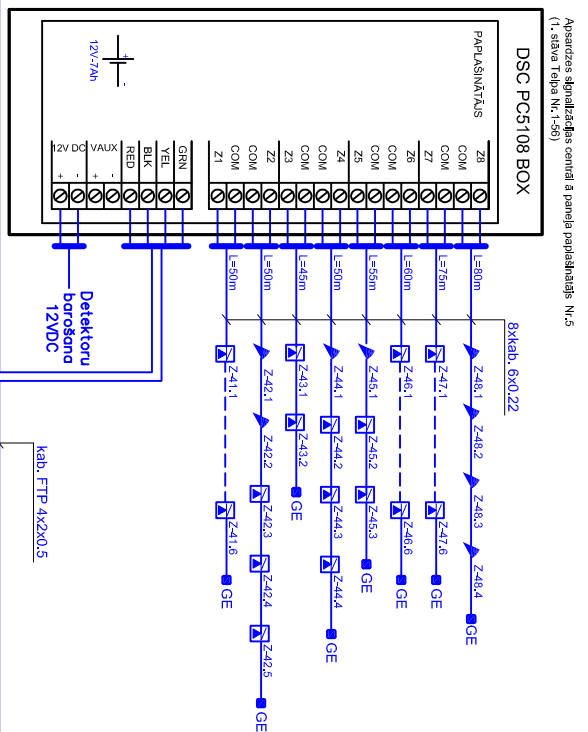 Apsardzes signalizācijas centrāl ā paneļa paplašinātājs Nr.5
(1. stāva Telpa Nr.1-56)
DSC PC5108 BOX
PAPLAŠINĀTĀJS
12V-7Ah
+
-
Z8
COM
COM
Z7
Z6
COM
COM
Z5
Z4
COM
COM
Z3
Z2
COM
COM
Z1
GRN
YEL
BLK
RED
VAUX
-
+
12V DC
-
+
8xkab. 6x0.22
L=80m
Z-48.1
Z-48.2
Z-48.3
Z-48.4
GE
L=75m
Z-47.1
Z-47.6
GE
L=60m
Z-46.1
Z-46.6
GE
L=55m
Z-45.1
Z-45.2
Z-45.3
GE
L=50m
Z-44.1
Z-44.2
Z-44.3
Z-44.4
GE
L=45m
Z-43.1
Z-43.2
GE
L=50m
Z-42.1
Z-42.2
Z-42.3
Z-42.4
Z-42.5
GE
L=50m
Z-41.1
Z-41.6
GE
Detektoru
barošana
12VDC
kab. FTP 4x2x0.5